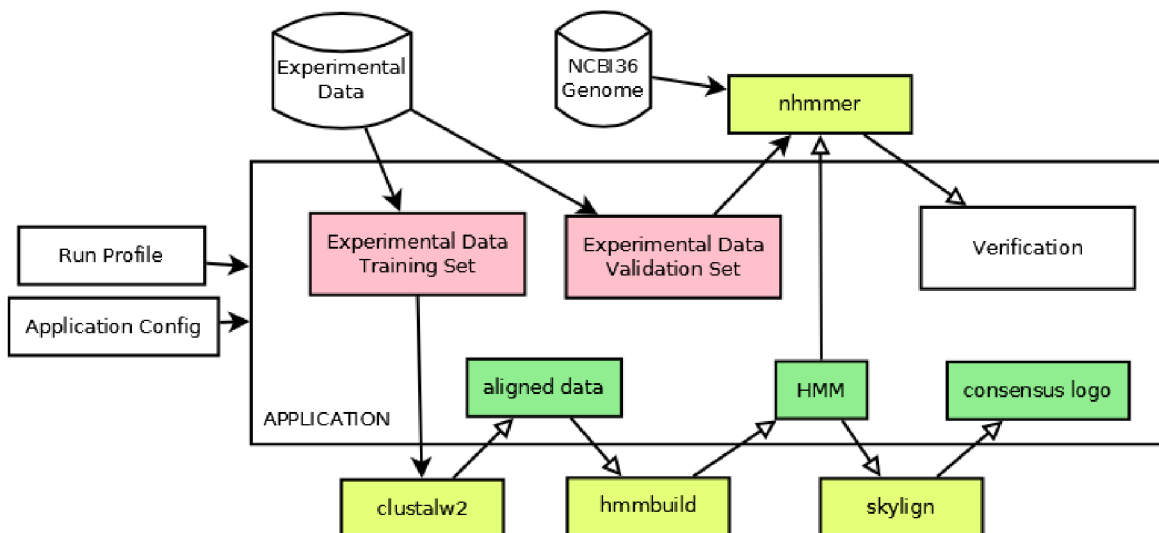 Experimental
Data
NCBI36
Genome
nhmmer
Run Profile
Application Config
Experimental Data
Training Set
Experimental Data
Validation Set
Verification
aligned data
HMM
consensus logo
APPLICATION
clustalw2
hmmbuild
skylign